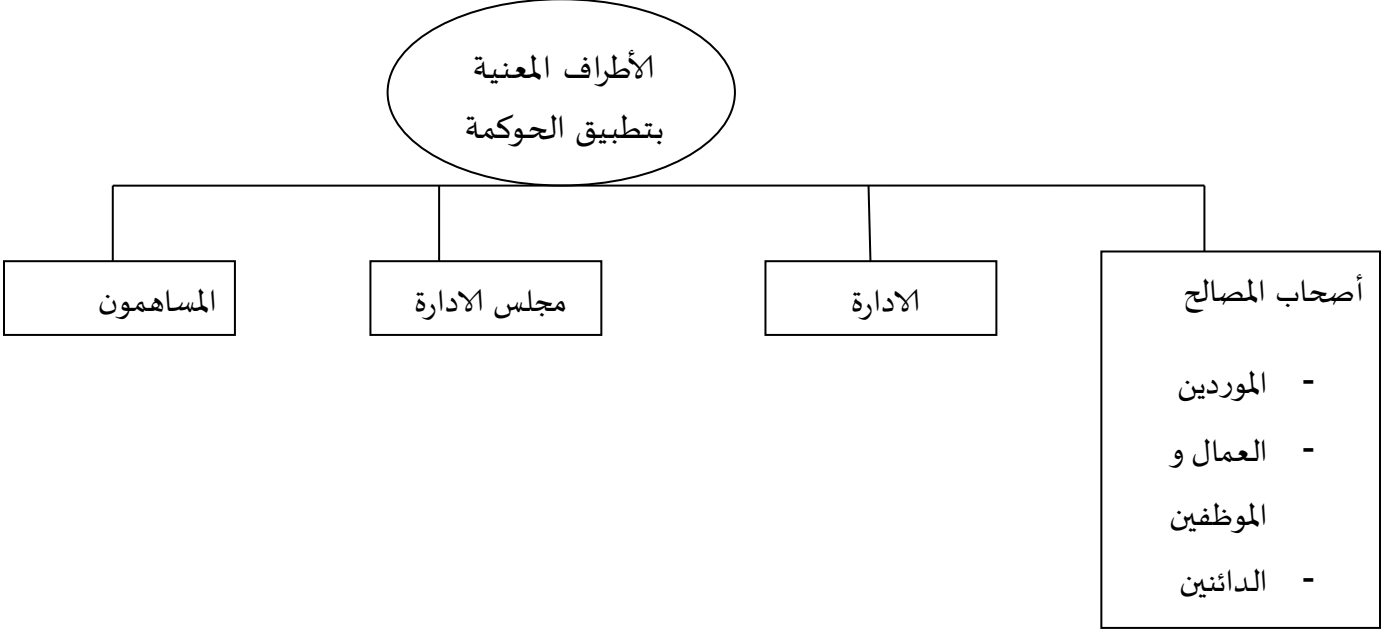 الأطراف المعنية
بتطبيق الحوكمة
أصحاب المصالح
- الموردين
- العمال و
الموظفين
- الدائنين
الادارة
مجلس الادارة
المساهمون